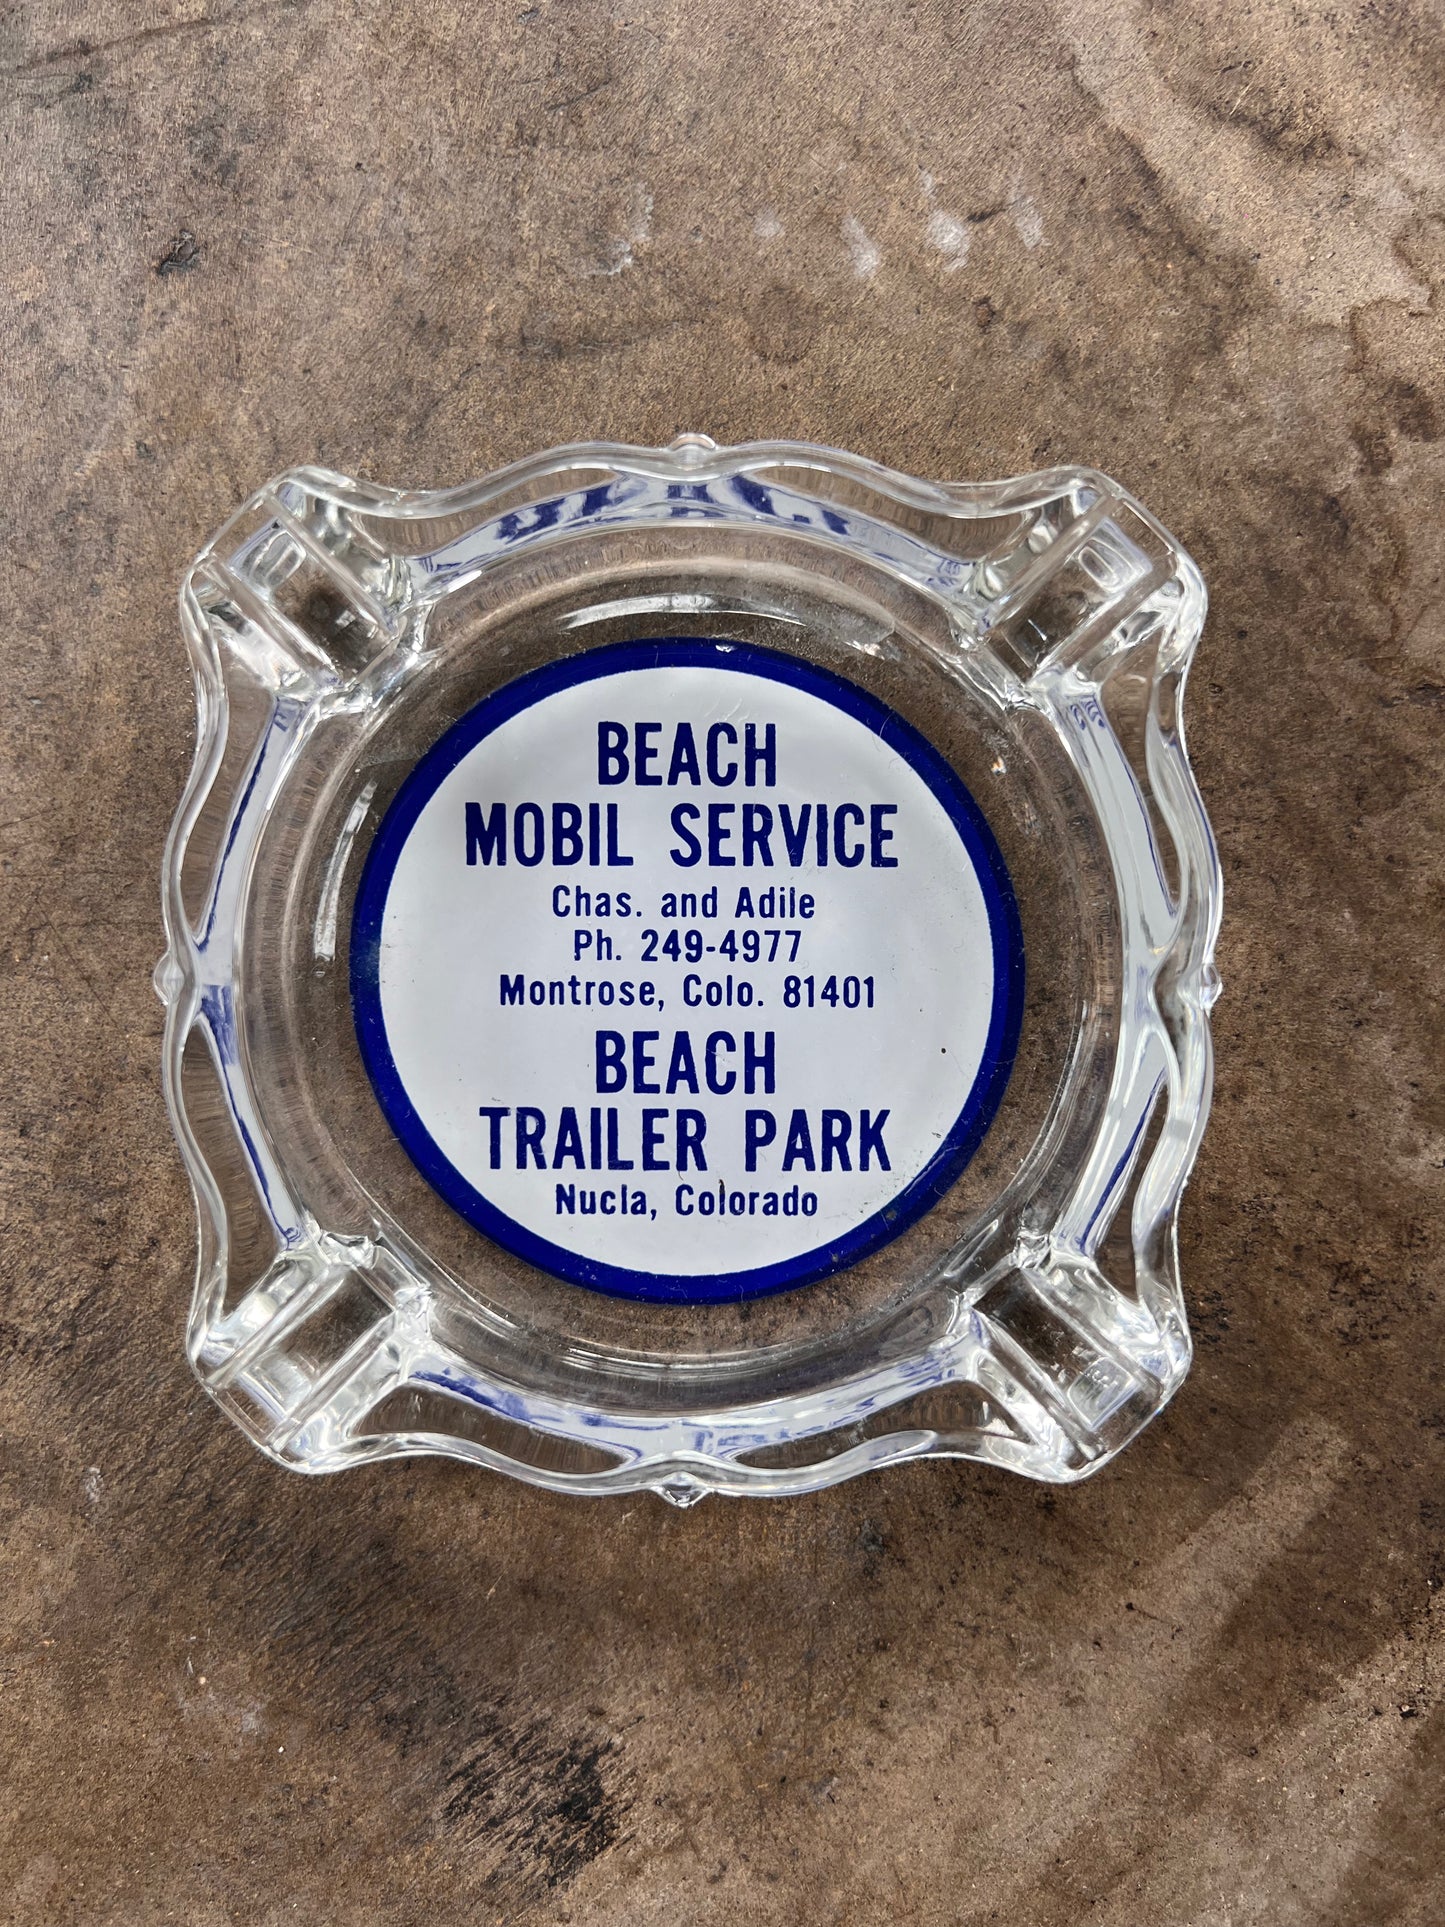 BEACH
MOBIL SERVICE
Chas. and Adile
Ph. 249-4977
Montrose, Colo. 81401
BEACH
TRAILER PARK
Nucla, Colorado